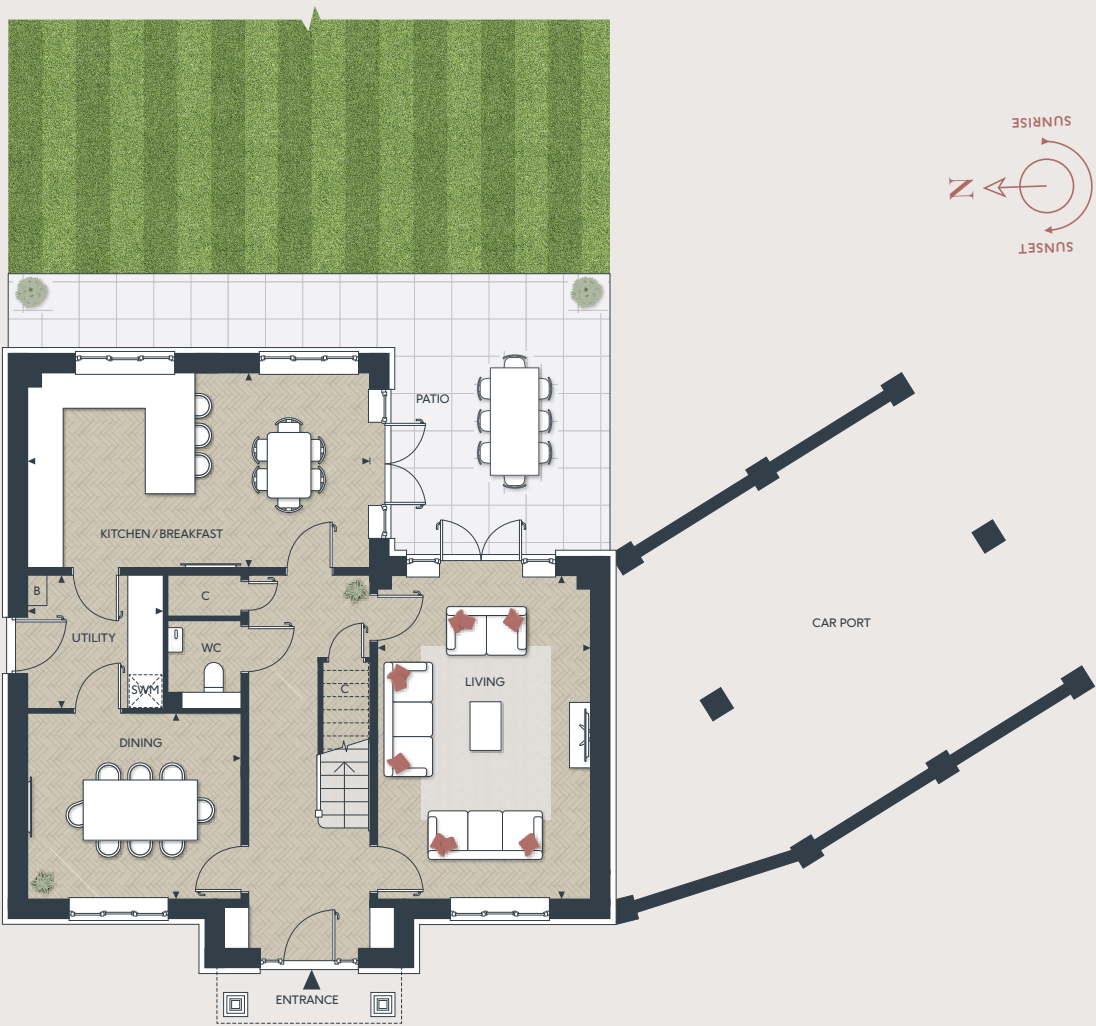 SUNRISE
N
SUNSET
PATIO
KITCHEN / BREAKFAST
B
C
CAR PORT
UTILITY
WC
LIVING
SWM
C
DINING
ENTRANCE